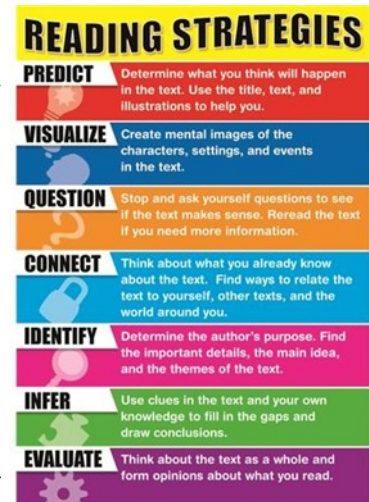 READING STRATEGIES
PREDICT
Determine what you think will happen
in the text. Use the title, text, and
illustrations to help you.
VISUALIZE
Create mental images of the
characters, settings, and events
in the text.
QUESTION
Stop and ask yourself questions to see
if the text makes sense. Reread the text
if you need more information.
CONNECT
Think about what you already know
about the text. Find ways to relate the
text to yourself, other texts, and the
world around you.
IDENTIFY
Determine the author's purpose. Find
the important details, the main idea,
and the themes of the text.
INFER
Use clues in the text and your own
knowledge to fill in the gaps and
draw conclusions.
EVALUATE
Think about the text as a whole and
form opinions about what you read.